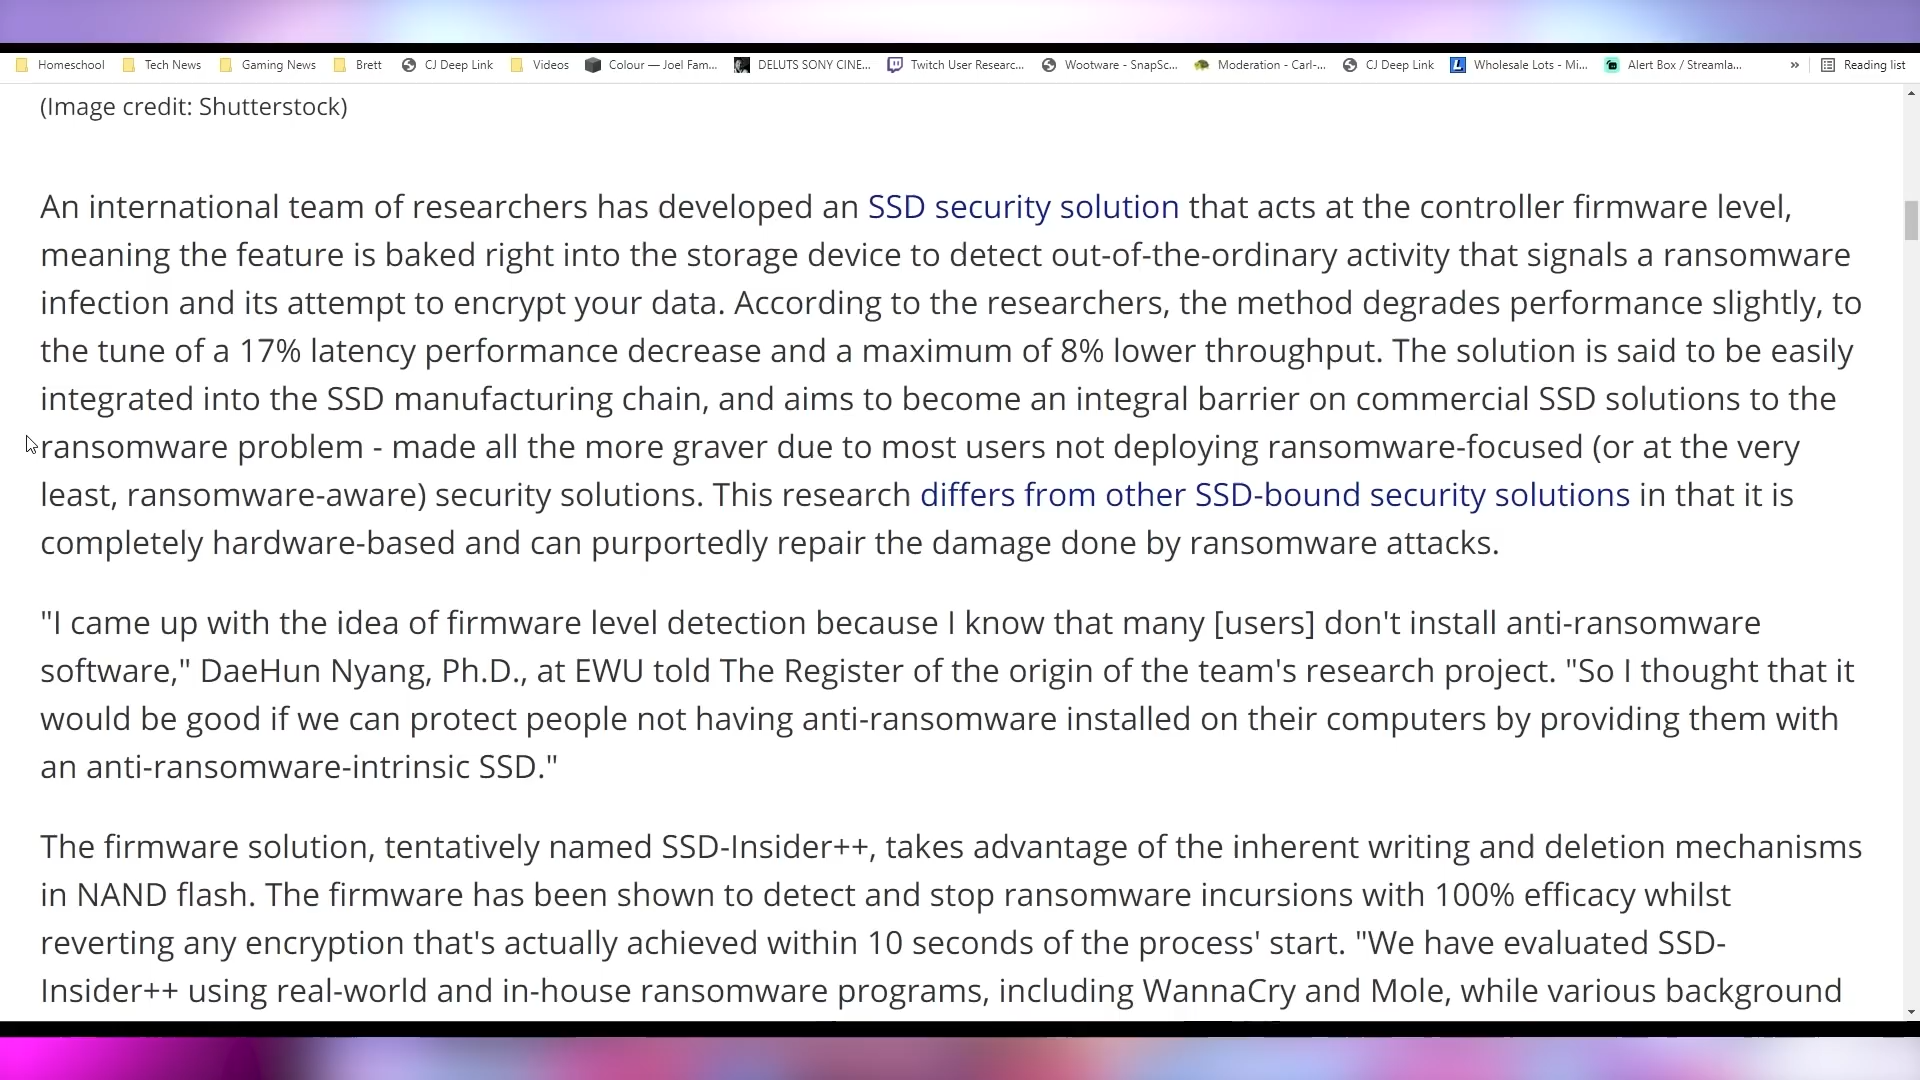 Homeschool Tech News Gaming News Brett CJ Deep Link Videos Colour — Joel Fam... DELUTS SONY CINE... Twitch User Researc... Wootware - SnapSc... Moderation - Carl-... CJ Deep Link Wholesale Lots - Mi... Alert Box / Streamla... » Reading list
(Image credit: Shutterstock)
An international team of researchers has developed an SSD security solution that acts at the controller firmware level,
meaning the feature is baked right into the storage device to detect out-of-the-ordinary activity that signals a ransomware
infection and its attempt to encrypt your data. According to the researchers, the method degrades performance slightly, to
the tune of a 17% latency performance decrease and a maximum of 8% lower throughput. The solution is said to be easily
integrated into the SSD manufacturing chain, and aims to become an integral barrier on commercial SSD solutions to the
ransomware problem - made all the more graver due to most users not deploying ransomware-focused (or at the very
least, ransomware-aware) security solutions. This research differs from other SSD-bound security solutions in that it is
completely hardware-based and can purportedly repair the damage done by ransomware attacks.
"I came up with the idea of firmware level detection because I know that many [users] don't install anti-ransomware
software," DaeHun Nyang, Ph.D., at EWU told The Register of the origin of the team's research project. "So I thought that it
would be good if we can protect people not having anti-ransomware installed on their computers by providing them with
an anti-ransomware-intrinsic SSD."
The firmware solution, tentatively named SSD-Insider++, takes advantage of the inherent writing and deletion mechanisms
in NAND flash. The firmware has been shown to detect and stop ransomware incursions with 100% efficacy whilst
reverting any encryption that's actually achieved within 10 seconds of the process' start. "We have evaluated SSD-
Insider++ using real-world and in-house ransomware programs, including WannaCry and Mole, while various background